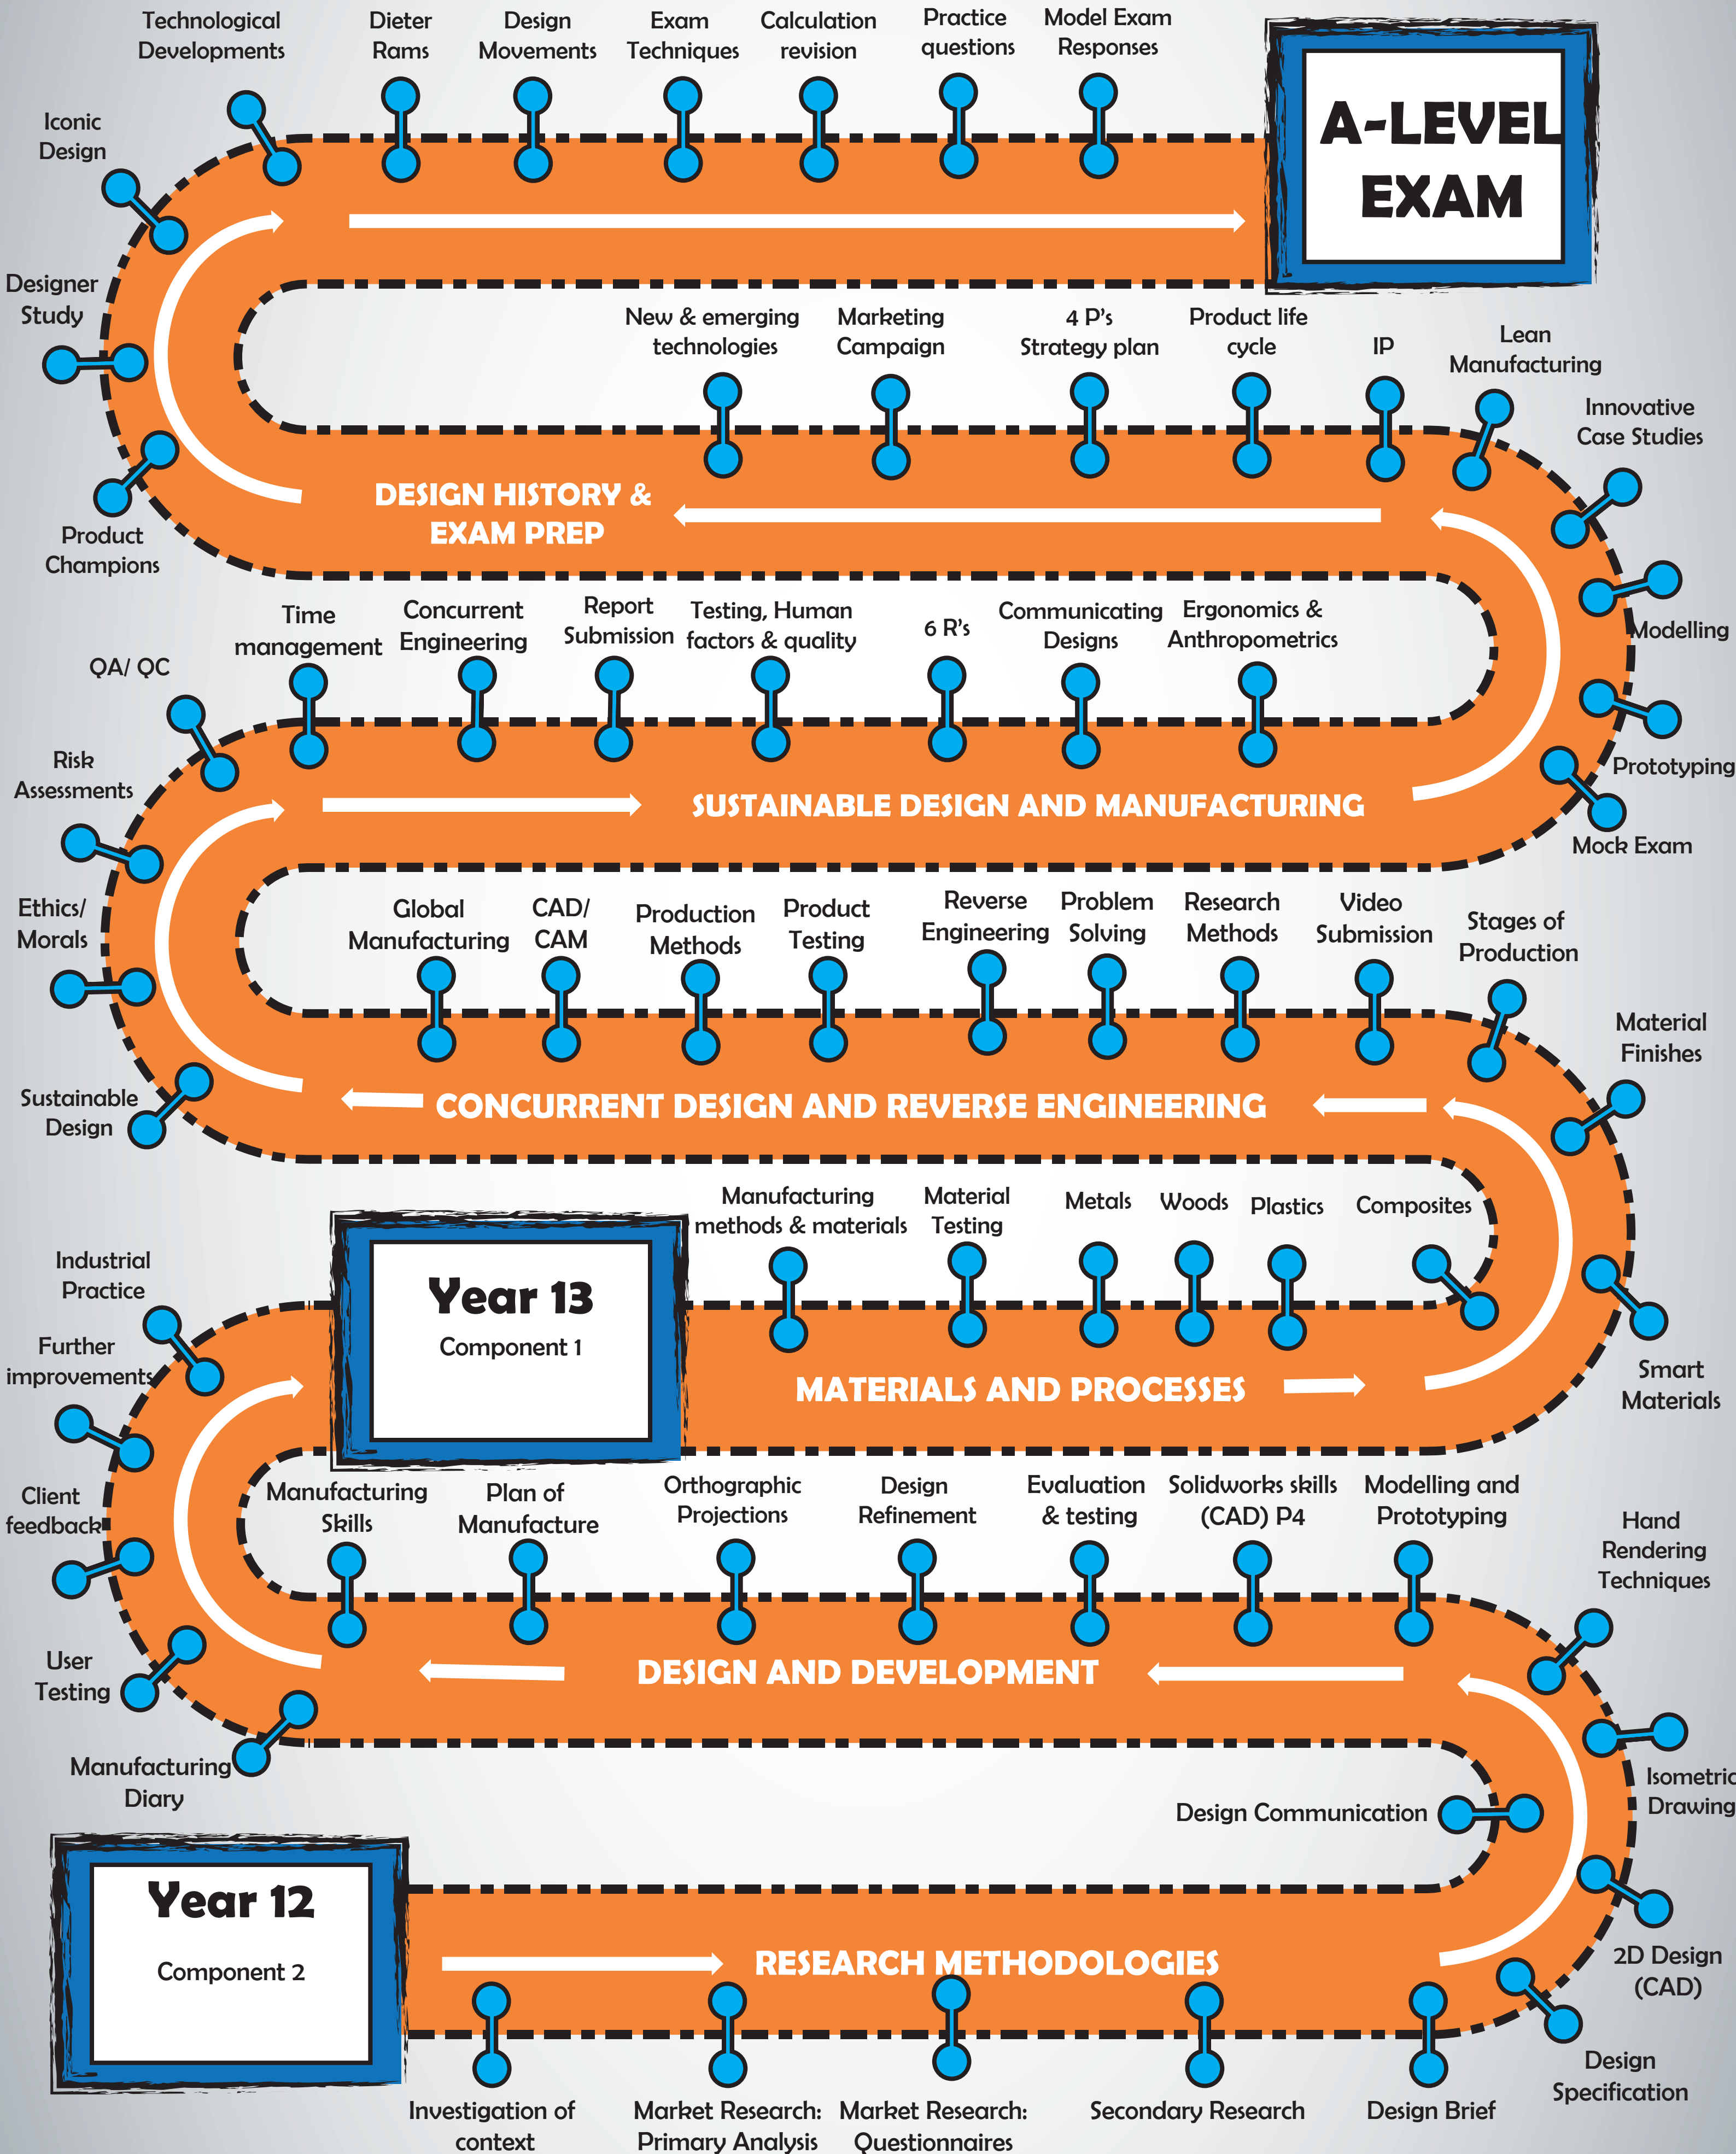 Technological
Developments
Dieter
Rams
Design
Movements
Exam
Techniques
Calculation
revision
Practice
questions
Model Exam
Responses
A-LEVEL
EXAM
Iconic
Design
Designer
Study
Product
Champions
New & emerging
technologies
Marketing
Campaign
4 P's
Strategy plan
Product life
cycle
IP
Lean
Manufacturing
Innovative
Case Studies
DESIGN HISTORY &
EXAM PREP
Modelling
Prototyping
Mock Exam
Time
management
Concurrent
Engineering
Report
Submission
Testing, Human
factors & quality
6 R's
Communicating
Designs
Ergonomics &
Anthropometrics
QA/ QC
Risk
Assessments
Ethics/
Morals
Sustainable
Design
SUSTAINABLE DESIGN AND MANUFACTURING
Global
Manufacturing
CAD/
CAM
Production
Methods
Product
Testing
Reverse
Engineering
Problem
Solving
Research
Methods
Video
Submission
Stages of
Production
Material
Finishes
CONCURRENT DESIGN AND REVERSE ENGINEERING
Smart
Materials
Manufacturing
methods & materials
Material
Testing
Metals
Woods
Plastics
Composites
Year 13
Component 1
MATERIALS AND PROCESSES
Industrial
Practice
Further
improvements
Client
feedback
User
Testing
Manufacturing
Diary
Manufacturing
Skills
Plan of
Manufacture
Orthographic
Projections
Design
Refinement
Evaluation
& testing
Solidworks skills
(CAD) P4
Modelling and
Prototyping
Hand
Rendering
Techniques
DESIGN AND DEVELOPMENT
Isometric
Drawing
Design Communication
2D Design
(CAD)
Design
Specification
Year 12
Component 2
RESEARCH METHODOLOGIES
Investigation of
context
Market Research:
Primary Analysis
Market Research:
Questionnaires
Secondary Research
Design Brief